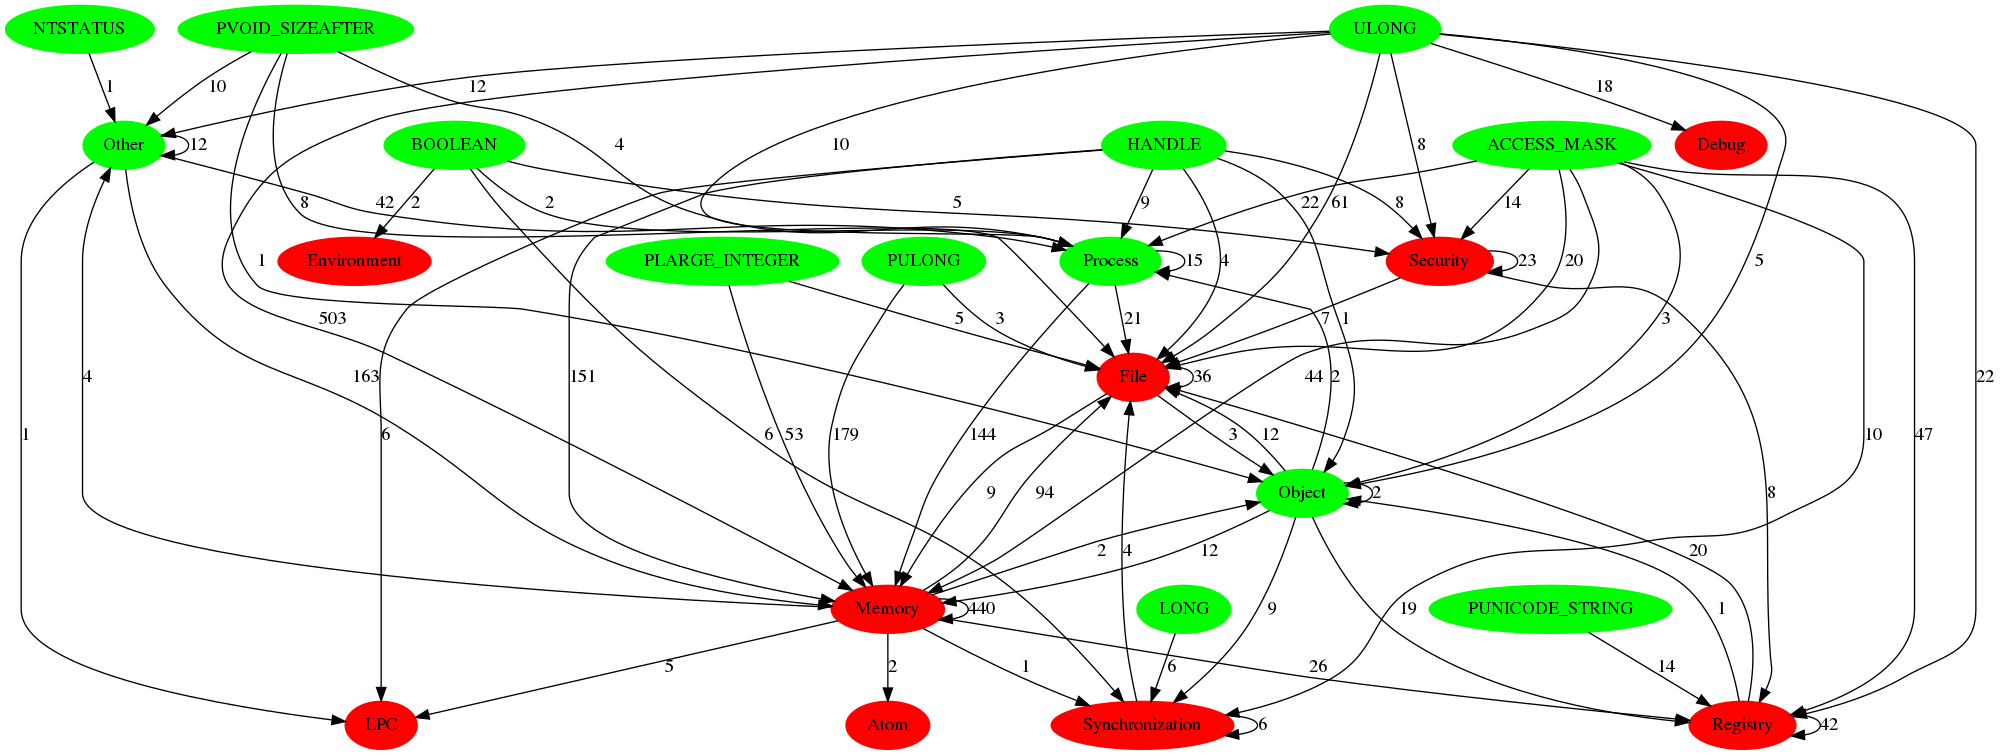 NTSTATUS PVOID_SIZEAFTER ULONG
1 10 12 18
Other BOOLEAN HANDLE ACCESS_MASK Debug
12 4 10 8
1 8 42 2 2 5 9 4 61 8 22 14 20 5
Environment PLARGE_INTEGER PULONG Process Security
15 23
503 5 3 21 1 7 3
4 163 151 File 36 2 44 22
1 6 6 53 179 144 3 12 10 47
9 94 Object 2 8
2 12 4 20
Memory 440 LONG PUNICODE_STRING
9 19 1
5 2 1 6 26 14
LPC Atom Synchronization 6 Registry 42